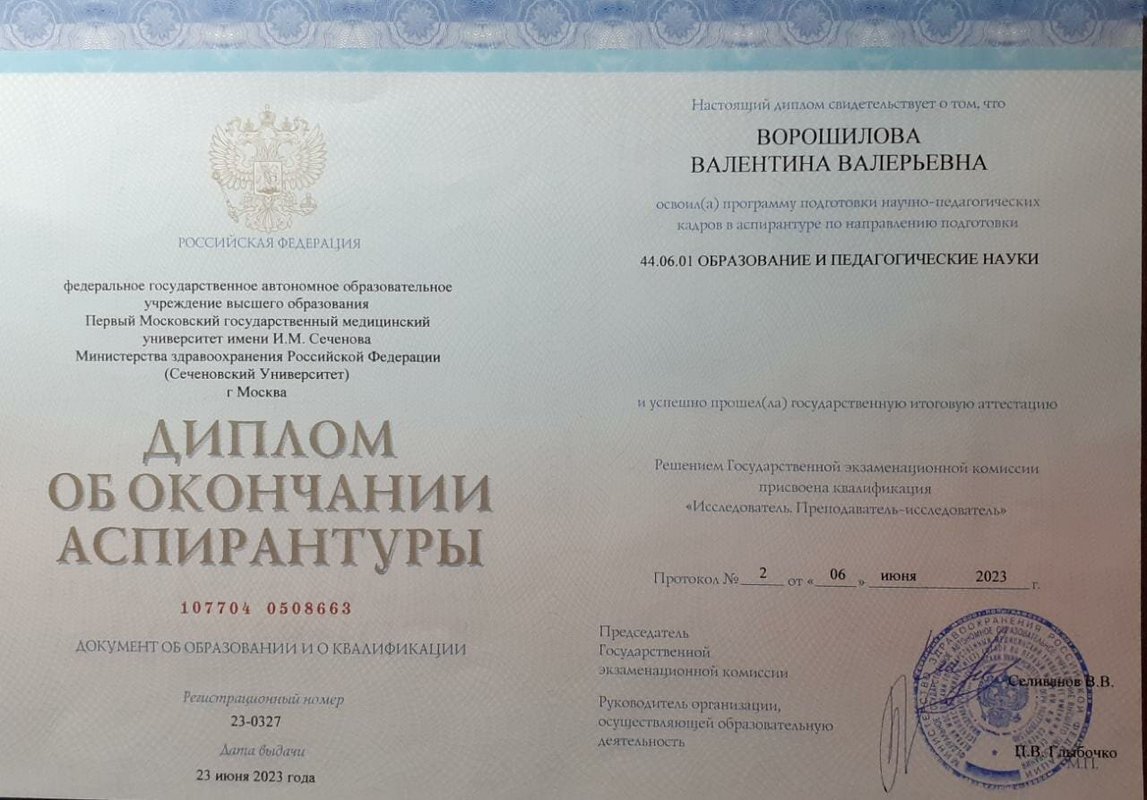 РОССИЙСКАЯ ФЕДЕРАЦИЯ
федеральное государственное автономное образовательное
учреждение высшего образования
Первый Московский государственный медицинский
университет имени И.М. Сеченова
Министерства здравоохранения Российской Федерации
(Сеченовский Университет)
г Москва
ДИПЛОМ
ОБ ОКОНЧАНИИ
АСПИРАНТУРЫ
107704 0508663
ДОКУМЕНТ ОБ ОБРАЗОВАНИИ И О КВАЛИФИКАЦИИ
Регистрационный номер
23-0327
Дата выдачи
23 июня 2023 года
Настоящий диплом свидетельствует о том, что
ВОРОШИЛОВА
ВАЛЕНТИНА ВАЛЕРЬЕВНА
освоил(а) программу подготовки научно-педагогических
кадров в аспирантуре по направлению подготовки
44.06.01 ОБРАЗОВАНИЕ И ПЕДАГОГИЧЕСКИЕ НАУКИ
и успешно прошел(ла) государственную итоговую аттестацию
Решением Государственной экзаменационной комиссии
присвоена квалификация
«Исследователь. Преподаватель-исследователь»
Протокол № 2 от « 06 » июня 2023 г.
Председатель
Государственной
экзаменационной комиссии
Селиванов В.В.
Руководитель организации,
осуществляющей образовательную
деятельность
П.В. Глыбочко
М.П.
МИНИСТЕРСТВО ЗДРАВООХРАНЕНИЯ РОССИЙСКОЙ ФЕДЕРАЦИИ